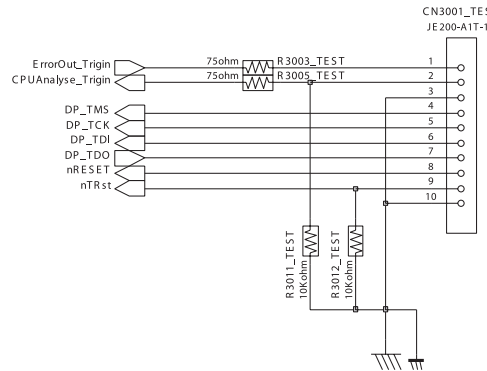 CN3001_TES
JE200-A1T-1
ErrorOut_Trigin 75ohm R3003_TEST 1
CPUAnalyse_Trigin 75ohm R3005_TEST 2
3
DP_TMS 4
DP_TCK 5
DP_TDI 6
DP_TDO 7
nRESET 8
nTRst 9
10
R3011_TEST
10Kohm
R3012_TEST
10Kohm